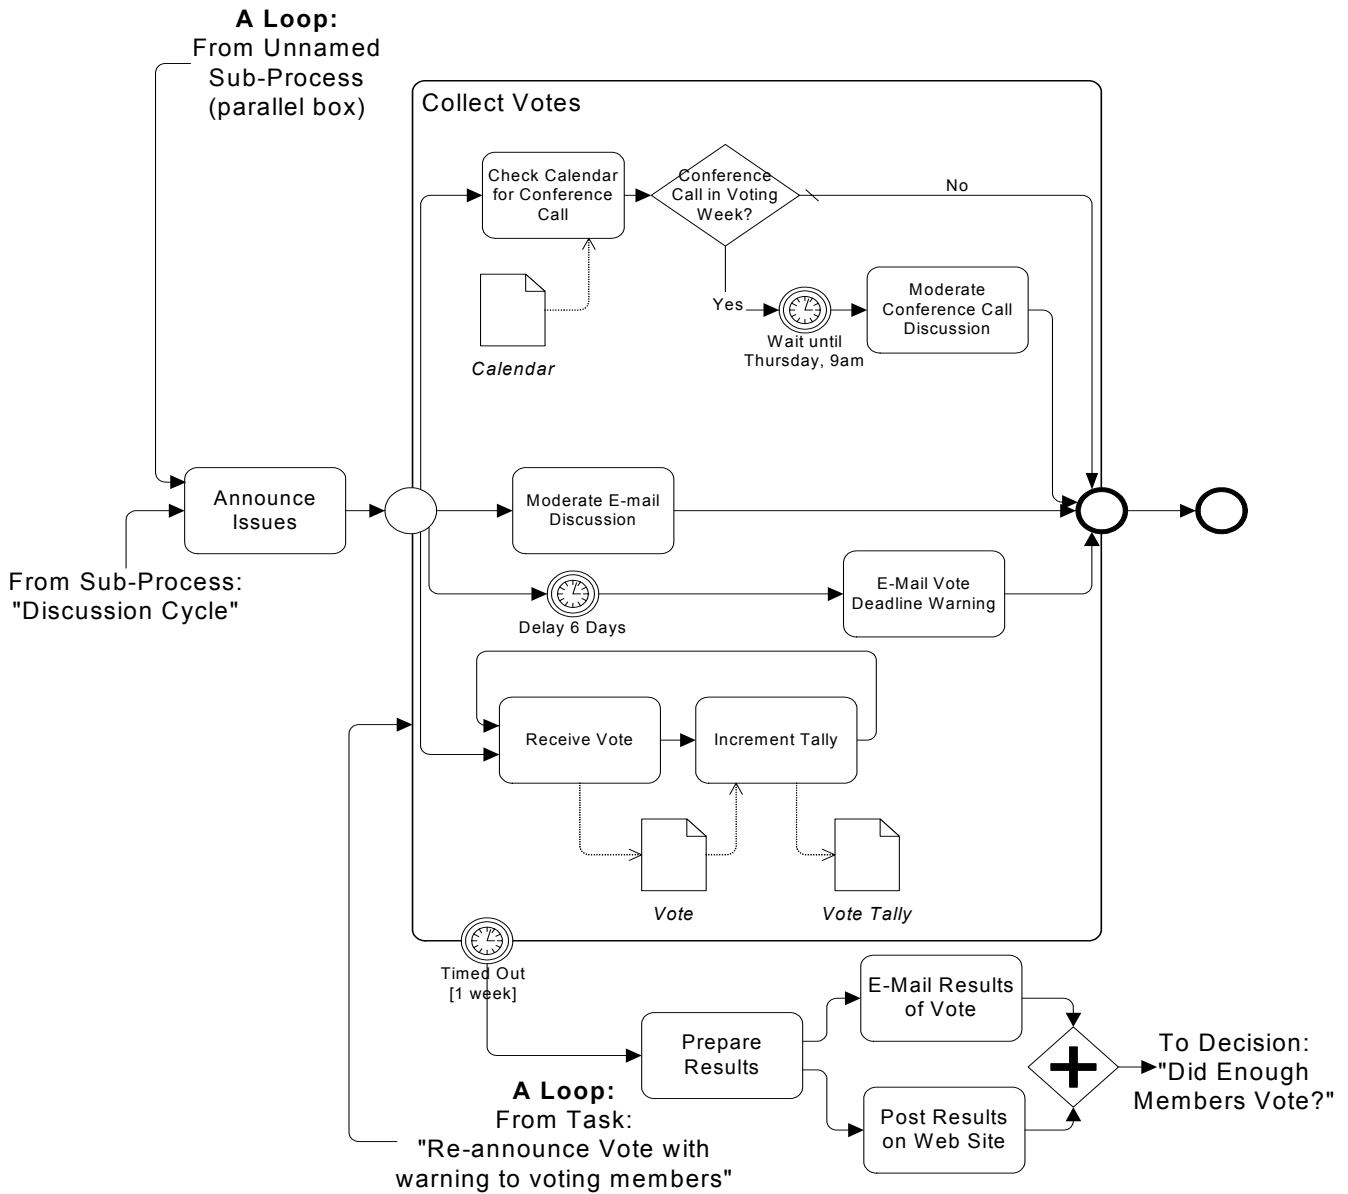 A Loop:
From Unnamed
Sub-Process
(parallel box)
Collect Votes
Check Calendar
for Conference
Call
Conference
Call in Voting
Week?
No
Yes
Wait until
Thursday, 9am
Moderate
Conference Call
Discussion
Calendar
Announce
Issues
From Sub-Process:
"Discussion Cycle"
Moderate E-mail
Discussion
Delay 6 Days
E-Mail Vote
Deadline Warning
Receive Vote
Increment Tally
Vote
Vote Tally
Timed Out
[1 week]
Prepare
Results
E-Mail Results
of Vote
Post Results
on Web Site
To Decision:
"Did Enough
Members Vote?"
A Loop:
From Task:
"Re-announce Vote with
warning to voting members"